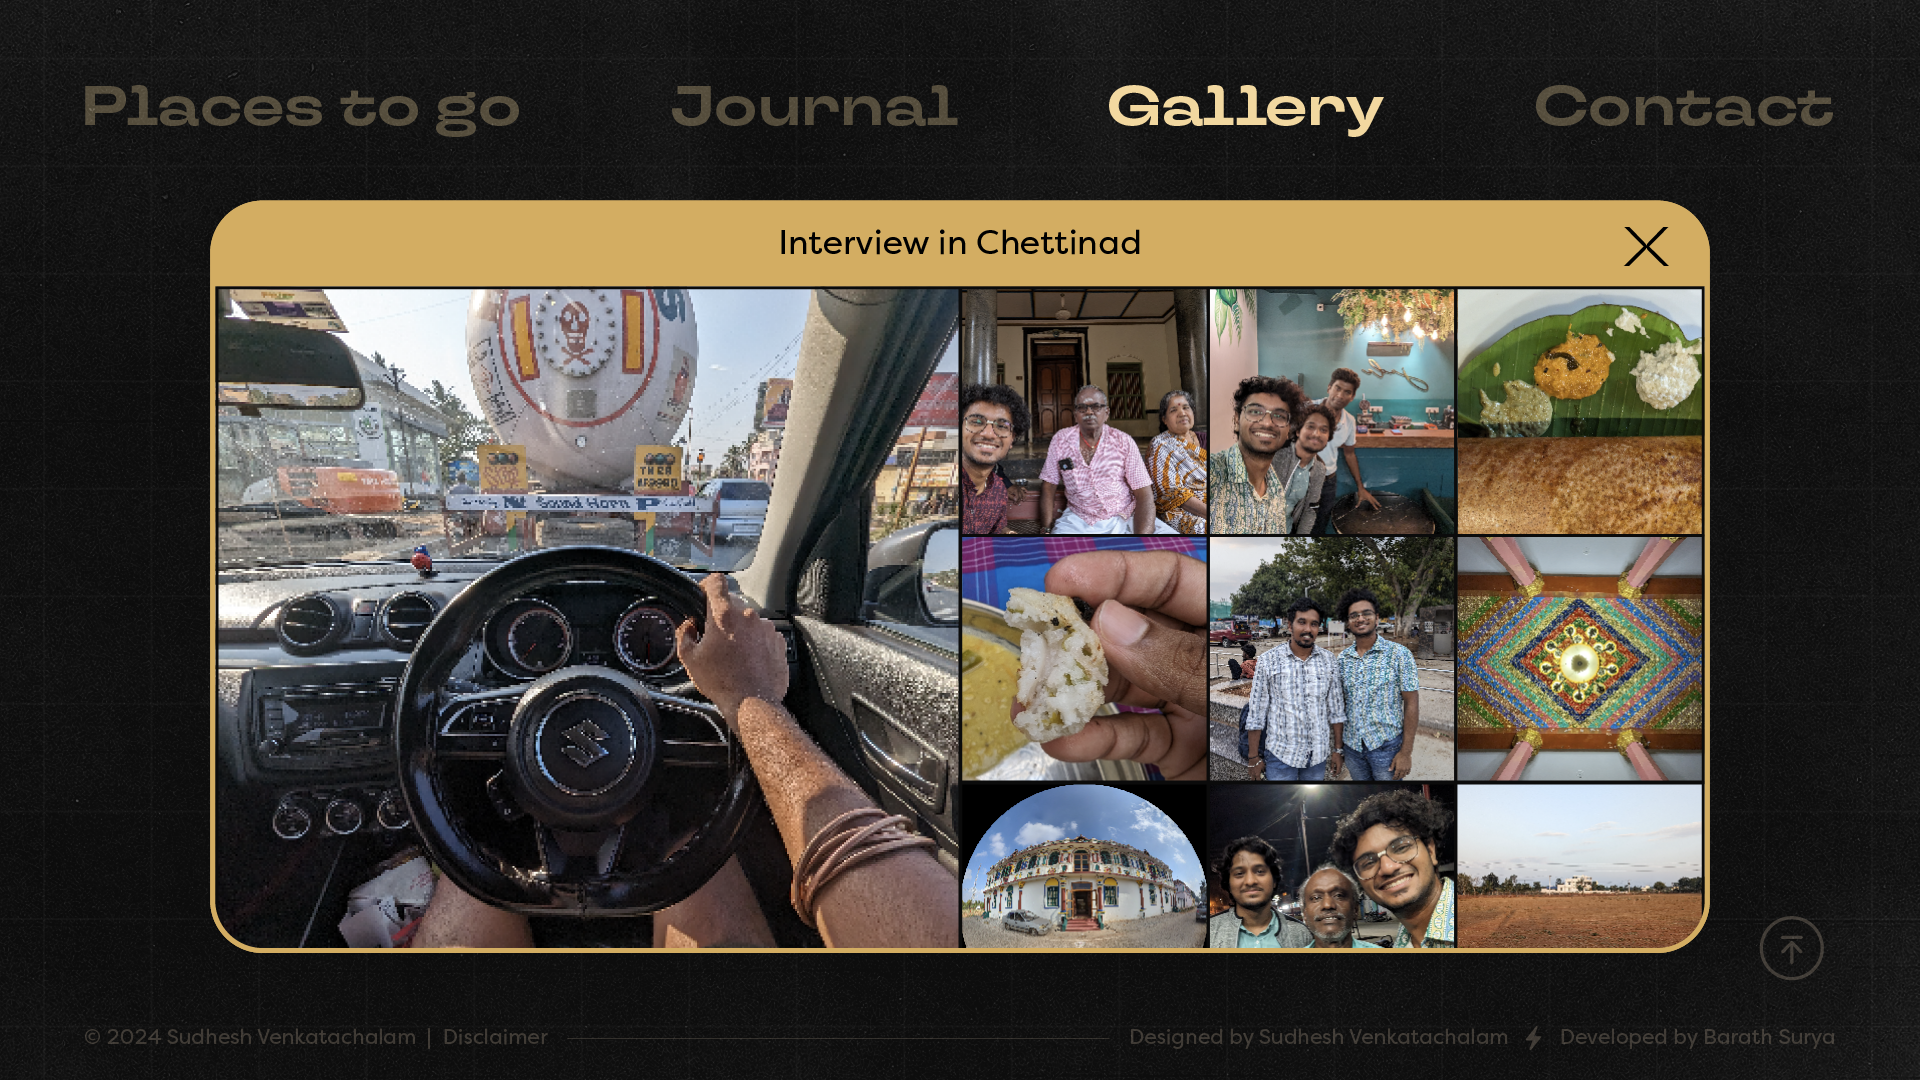 Places to go Journal Gallery Contact
Interview in Chettinad
Sound Horn
© 2024 Sudhesh Venkatachalam | Disclaimer
Designed by Sudhesh Venkatachalam Developed by Barath Surya